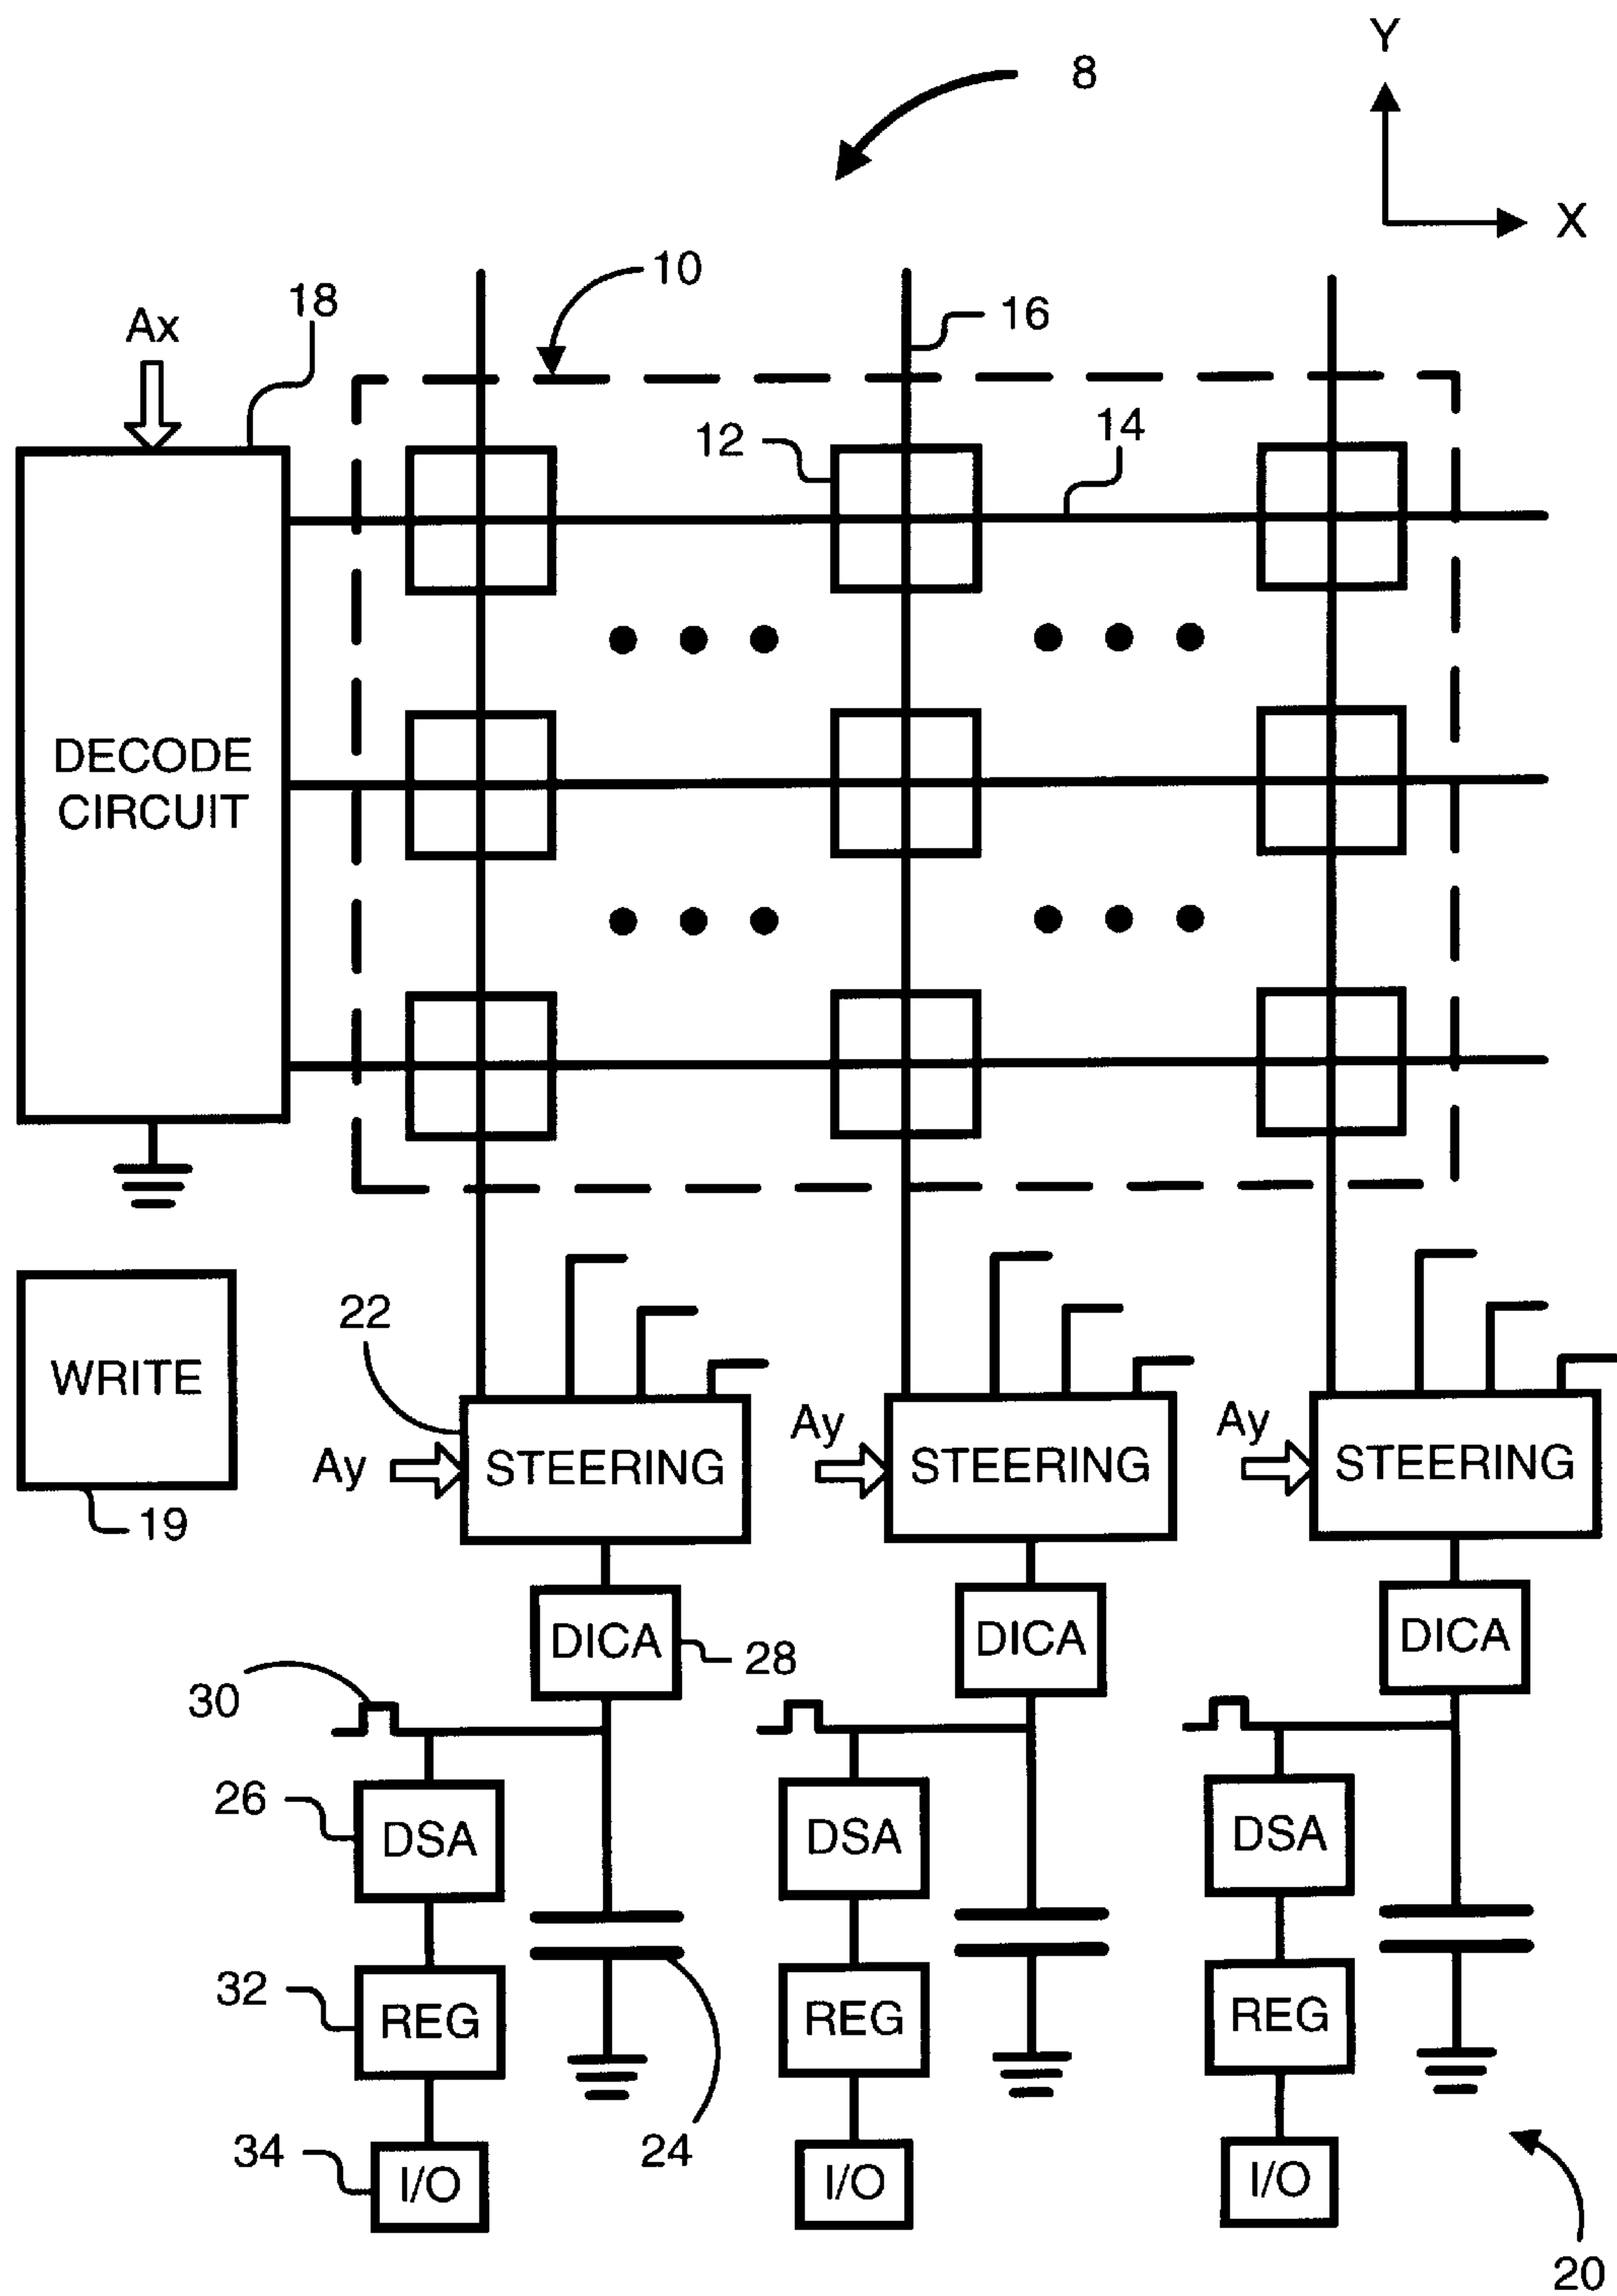 Y
8
X
10
18
16
Ax
12
14
DECODE
CIRCUIT
22
WRITE
Ay
STEERING
Ay
STEERING
Ay
STEERING
19
DICA
28
DICA
DICA
30
26
DSA
DSA
DSA
32
REG
REG
REG
34
I/O
24
I/O
I/O
20